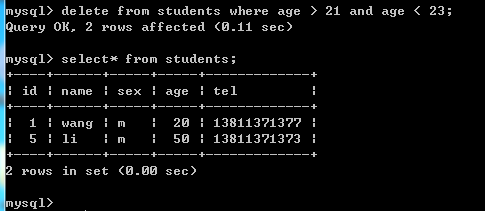 mysql> delete from students where age > 21 and age < 23;
Query OK, 2 rows affected (0.11 sec)
mysql> select* from students;
+----+------+-----+-----+-------------+
| id | name | sex | age | tel         |
+----+------+-----+-----+-------------+
|  1 | wang | m   |  20 | 13811371377 |
|  5 | li   | m   |  50 | 13811371373 |
+----+------+-----+-----+-------------+
2 rows in set (0.00 sec)
mysql>